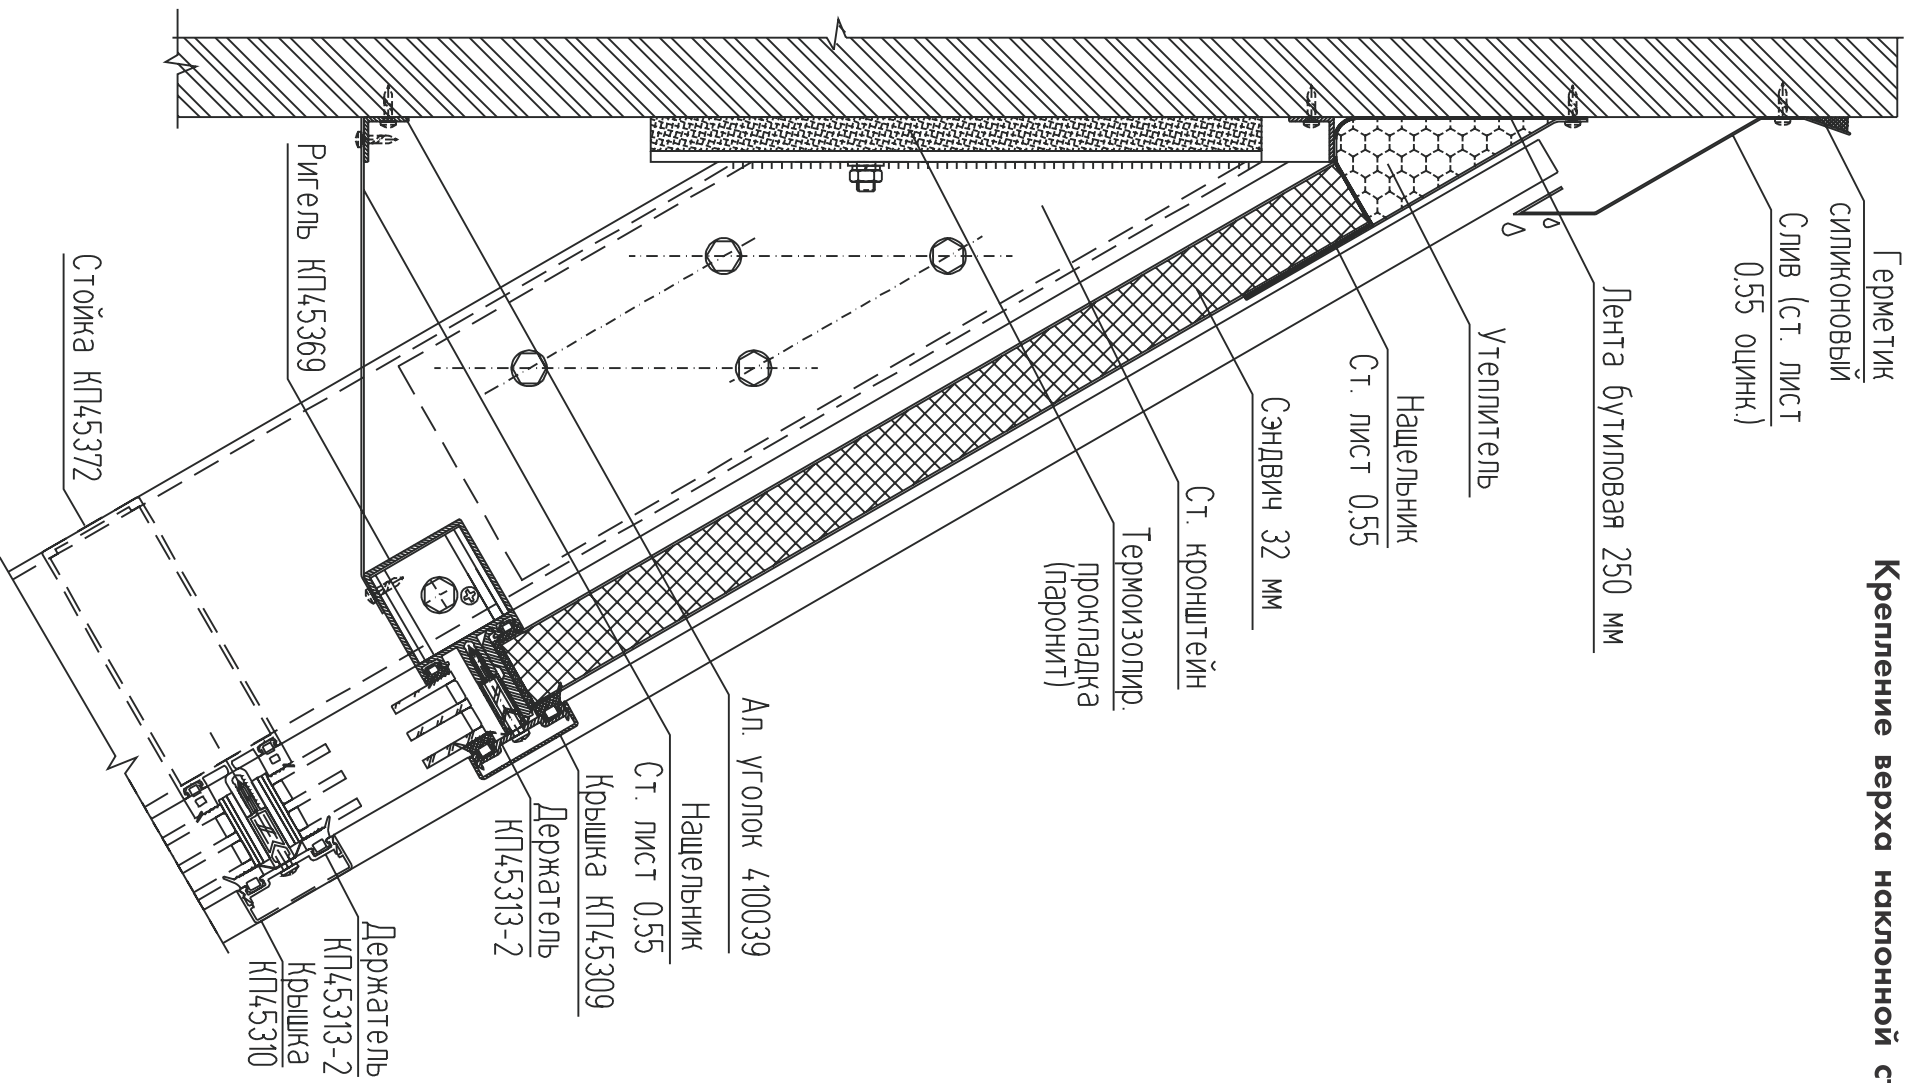 Крепление верха наклонной с
Герметик
силиконовый
Слив (ст. лист
0,55 оцинк.)
Лента бутиловая 250 мм
Утеплитель
Нащельник
Ст. лист 0,55
Сэндвич 32 мм
Ст. кронштейн
Термоизолир.
прокладка
(паронит)
Ал. уголок 410039
Нащельник
Ст. лист 0,55
Крышка КП45309
Держатель
КП45313-2
Ригель КП45369
Стойка КП45372
Держатель
КП45313-2
Крышка
КП45310